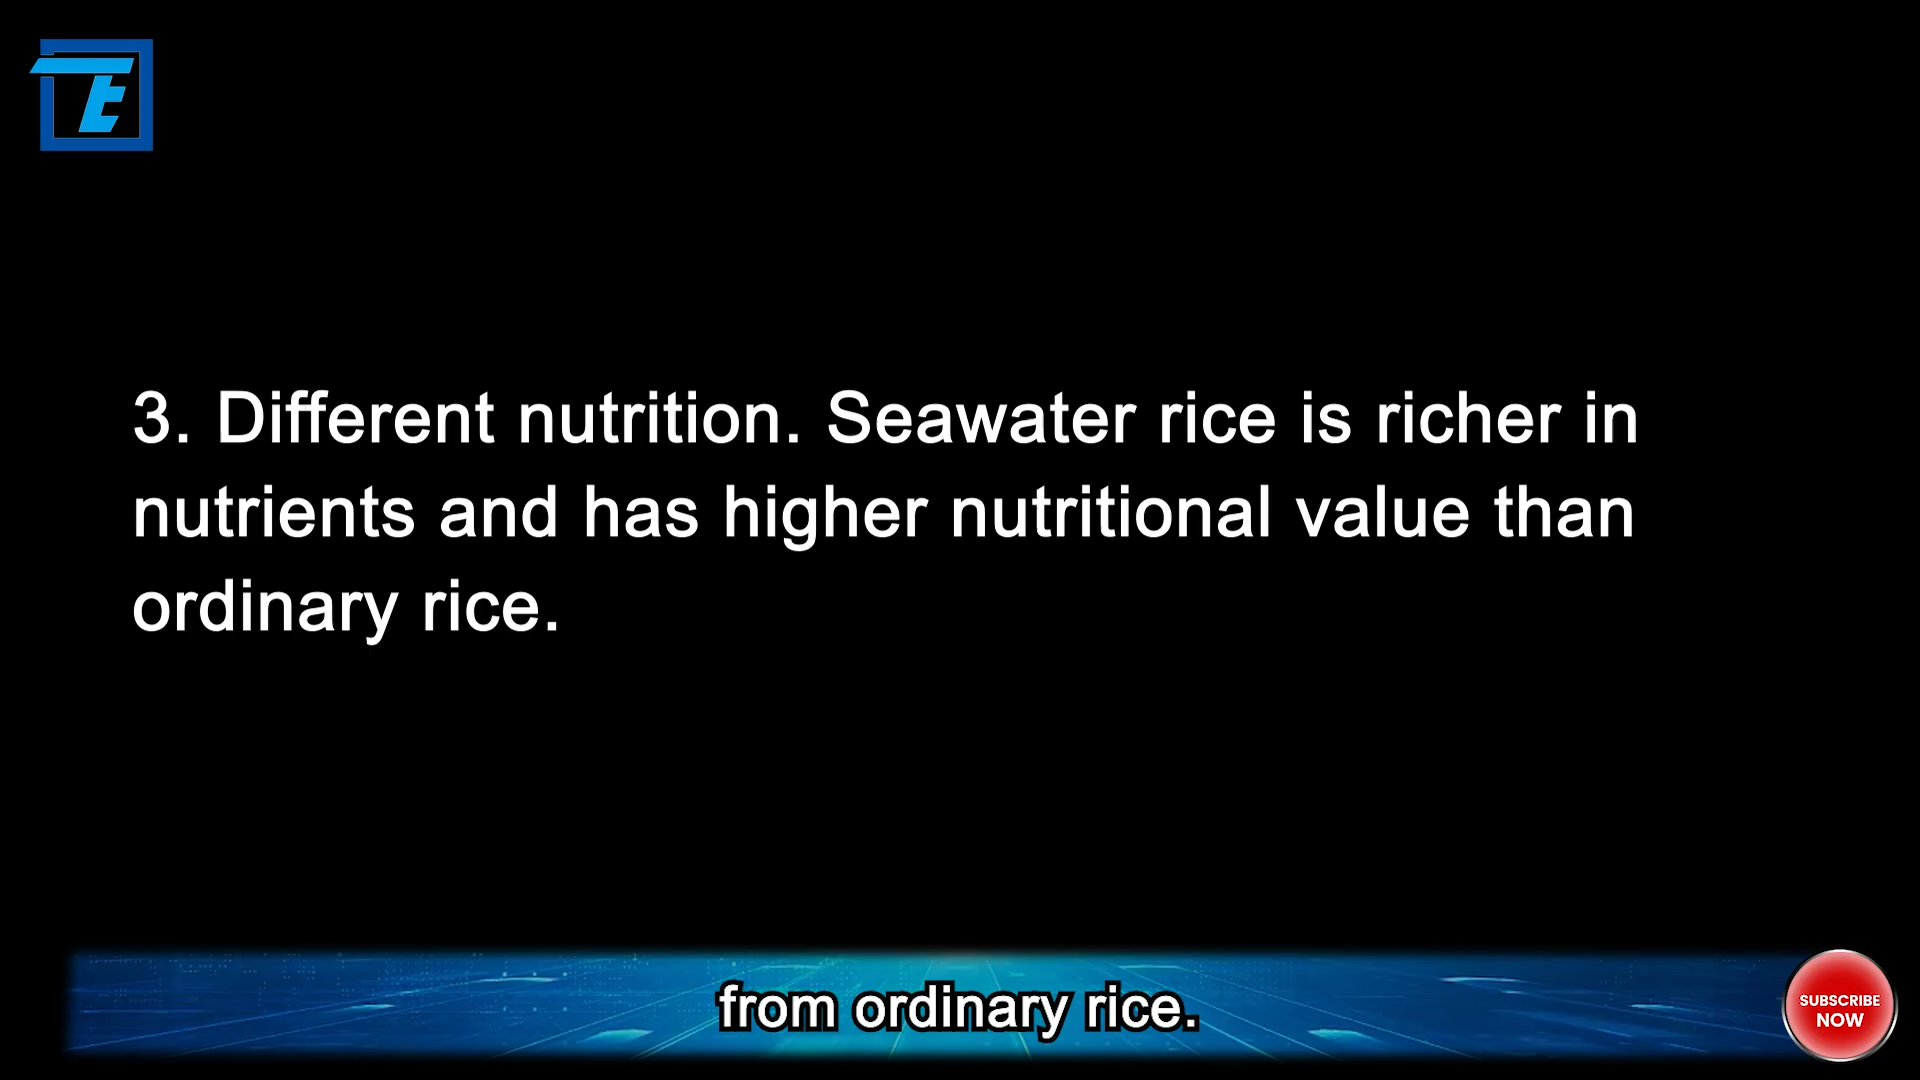 TE
3. Different nutrition. Seawater rice is richer in
nutrients and has higher nutritional value than
ordinary rice.
from ordinary rice.
SUBSCRIBE
NOW